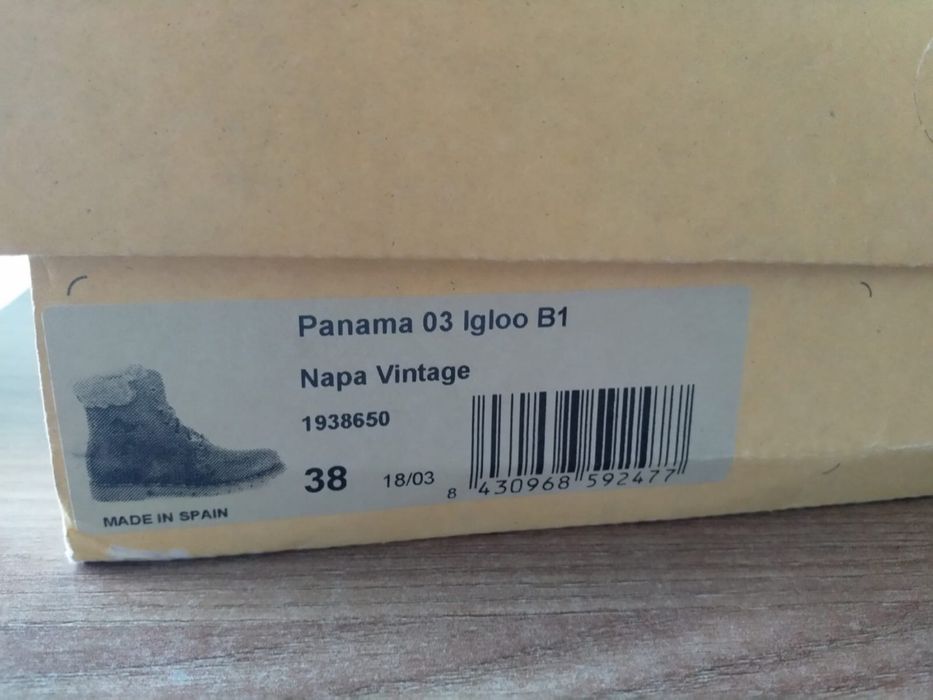 Panama 03 Igloo B1
Napa Vintage
1938650
38 18/03
8 430968 592477
MADE IN SPAIN